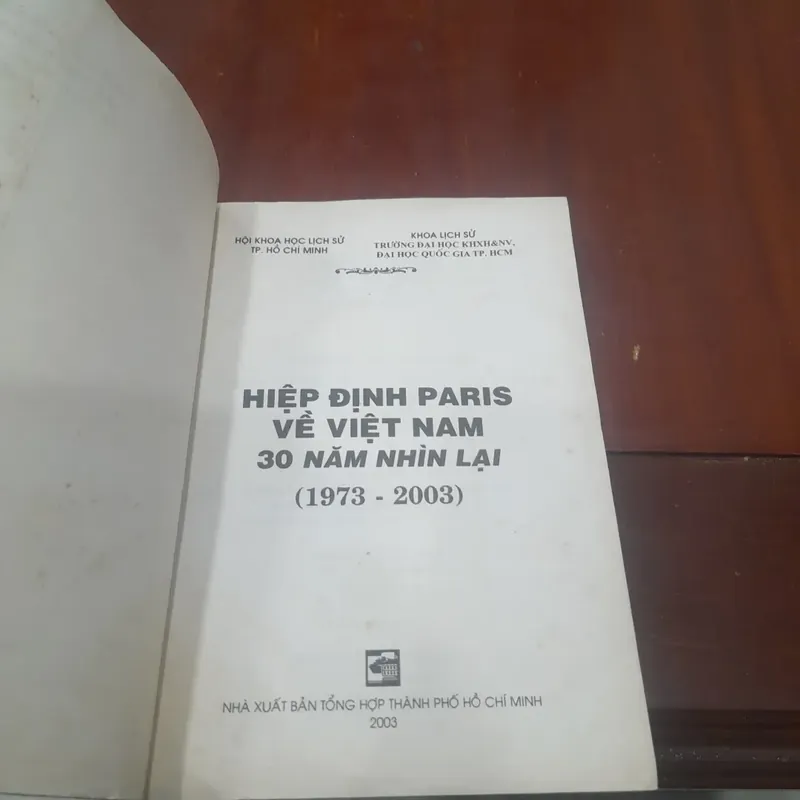 HỘI KHOA HỌC LỊCH SỬ
TP. HỒ CHÍ MINH
KHOA LỊCH SỬ
TRƯỜNG ĐẠI HỌC KHXH&NV,
ĐẠI HỌC QUỐC GIA TP. HCM
HIỆP ĐỊNH PARIS
VỀ VIỆT NAM
30 NĂM NHÌN LẠI
(1973 - 2003)
NHÀ XUẤT BẢN TỔNG HỢP THÀNH PHỐ HỒ CHÍ MINH
2003